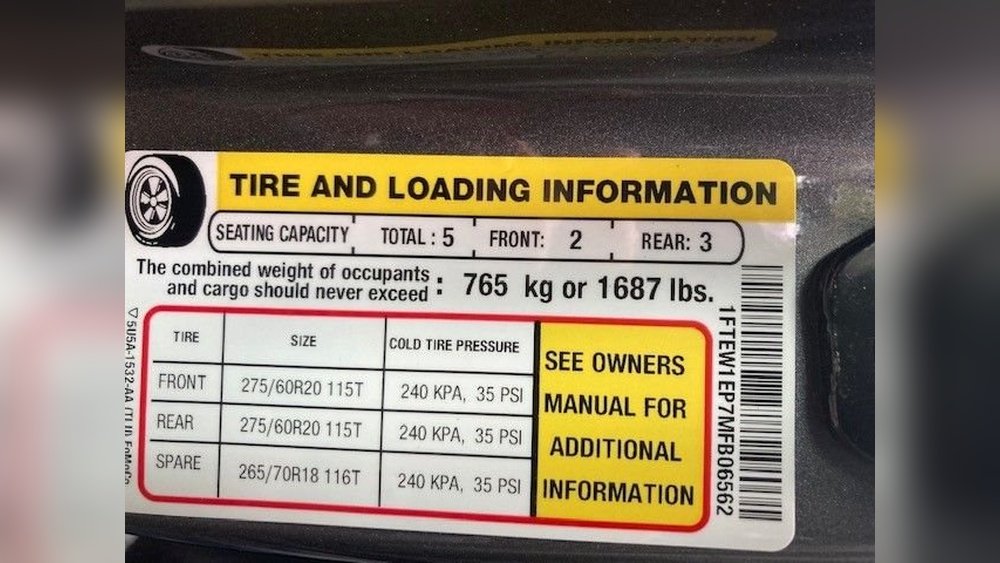 TIRE AND LOADING INFORMATION
SEATING CAPACITY TOTAL : 5 FRONT: 2 REAR: 3
The combined weight of occupants
and cargo should never exceed : 765 kg or 1687 lbs.
TIRE SIZE COLD TIRE PRESSURE
FRONT 275/60R20 115T 240 KPA, 35 PSI
REAR 275/60R20 115T 240 KPA, 35 PSI
SPARE 265/70R18 116T 240 KPA, 35 PSI
SEE OWNERS
MANUAL FOR
ADDITIONAL
INFORMATION
1FTEW1EP7MFB06562
5U5A-1532-AA